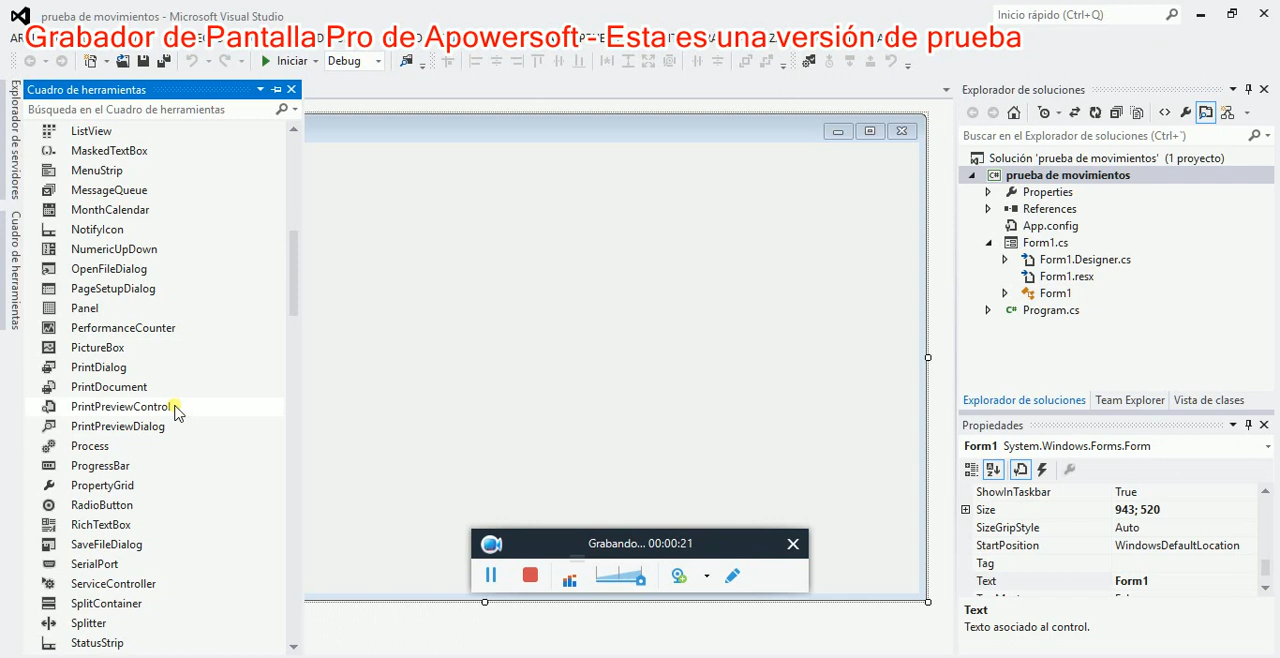 prueba de movimientos - Microsoft Visual Studio
Inicio rápido (Ctrl+Q)
Grabador de Pantalla Pro de Apowersoft - Esta es una versión de prueba
Iniciar
Debug
Explorador de servidores
Cuadro de herramientas
Cuadro de herramientas
Búsqueda en el Cuadro de herramientas
ListView
MaskedTextBox
MenuStrip
MessageQueue
MonthCalendar
NotifyIcon
NumericUpDown
OpenFileDialog
PageSetupDialog
Panel
PerformanceCounter
PictureBox
PrintDialog
PrintDocument
PrintPreviewControl
PrintPreviewDialog
Process
ProgressBar
PropertyGrid
RadioButton
RichTextBox
SaveFileDialog
SerialPort
ServiceController
SplitContainer
Splitter
StatusStrip
Grabando... 00:00:21
Explorador de soluciones
Buscar en el Explorador de soluciones (Ctrl+`)
Solución 'prueba de movimientos' (1 proyecto)
prueba de movimientos
Properties
References
App.config
Form1.cs
Form1.Designer.cs
Form1.resx
Form1
Program.cs
Explorador de soluciones Team Explorer Vista de clases
Propiedades
Form1 System.Windows.Forms.Form
ShowInTaskbar True
Size 943; 520
SizeGripStyle Auto
StartPosition WindowsDefaultLocation
Tag
Text Form1
Text
Texto asociado al control.